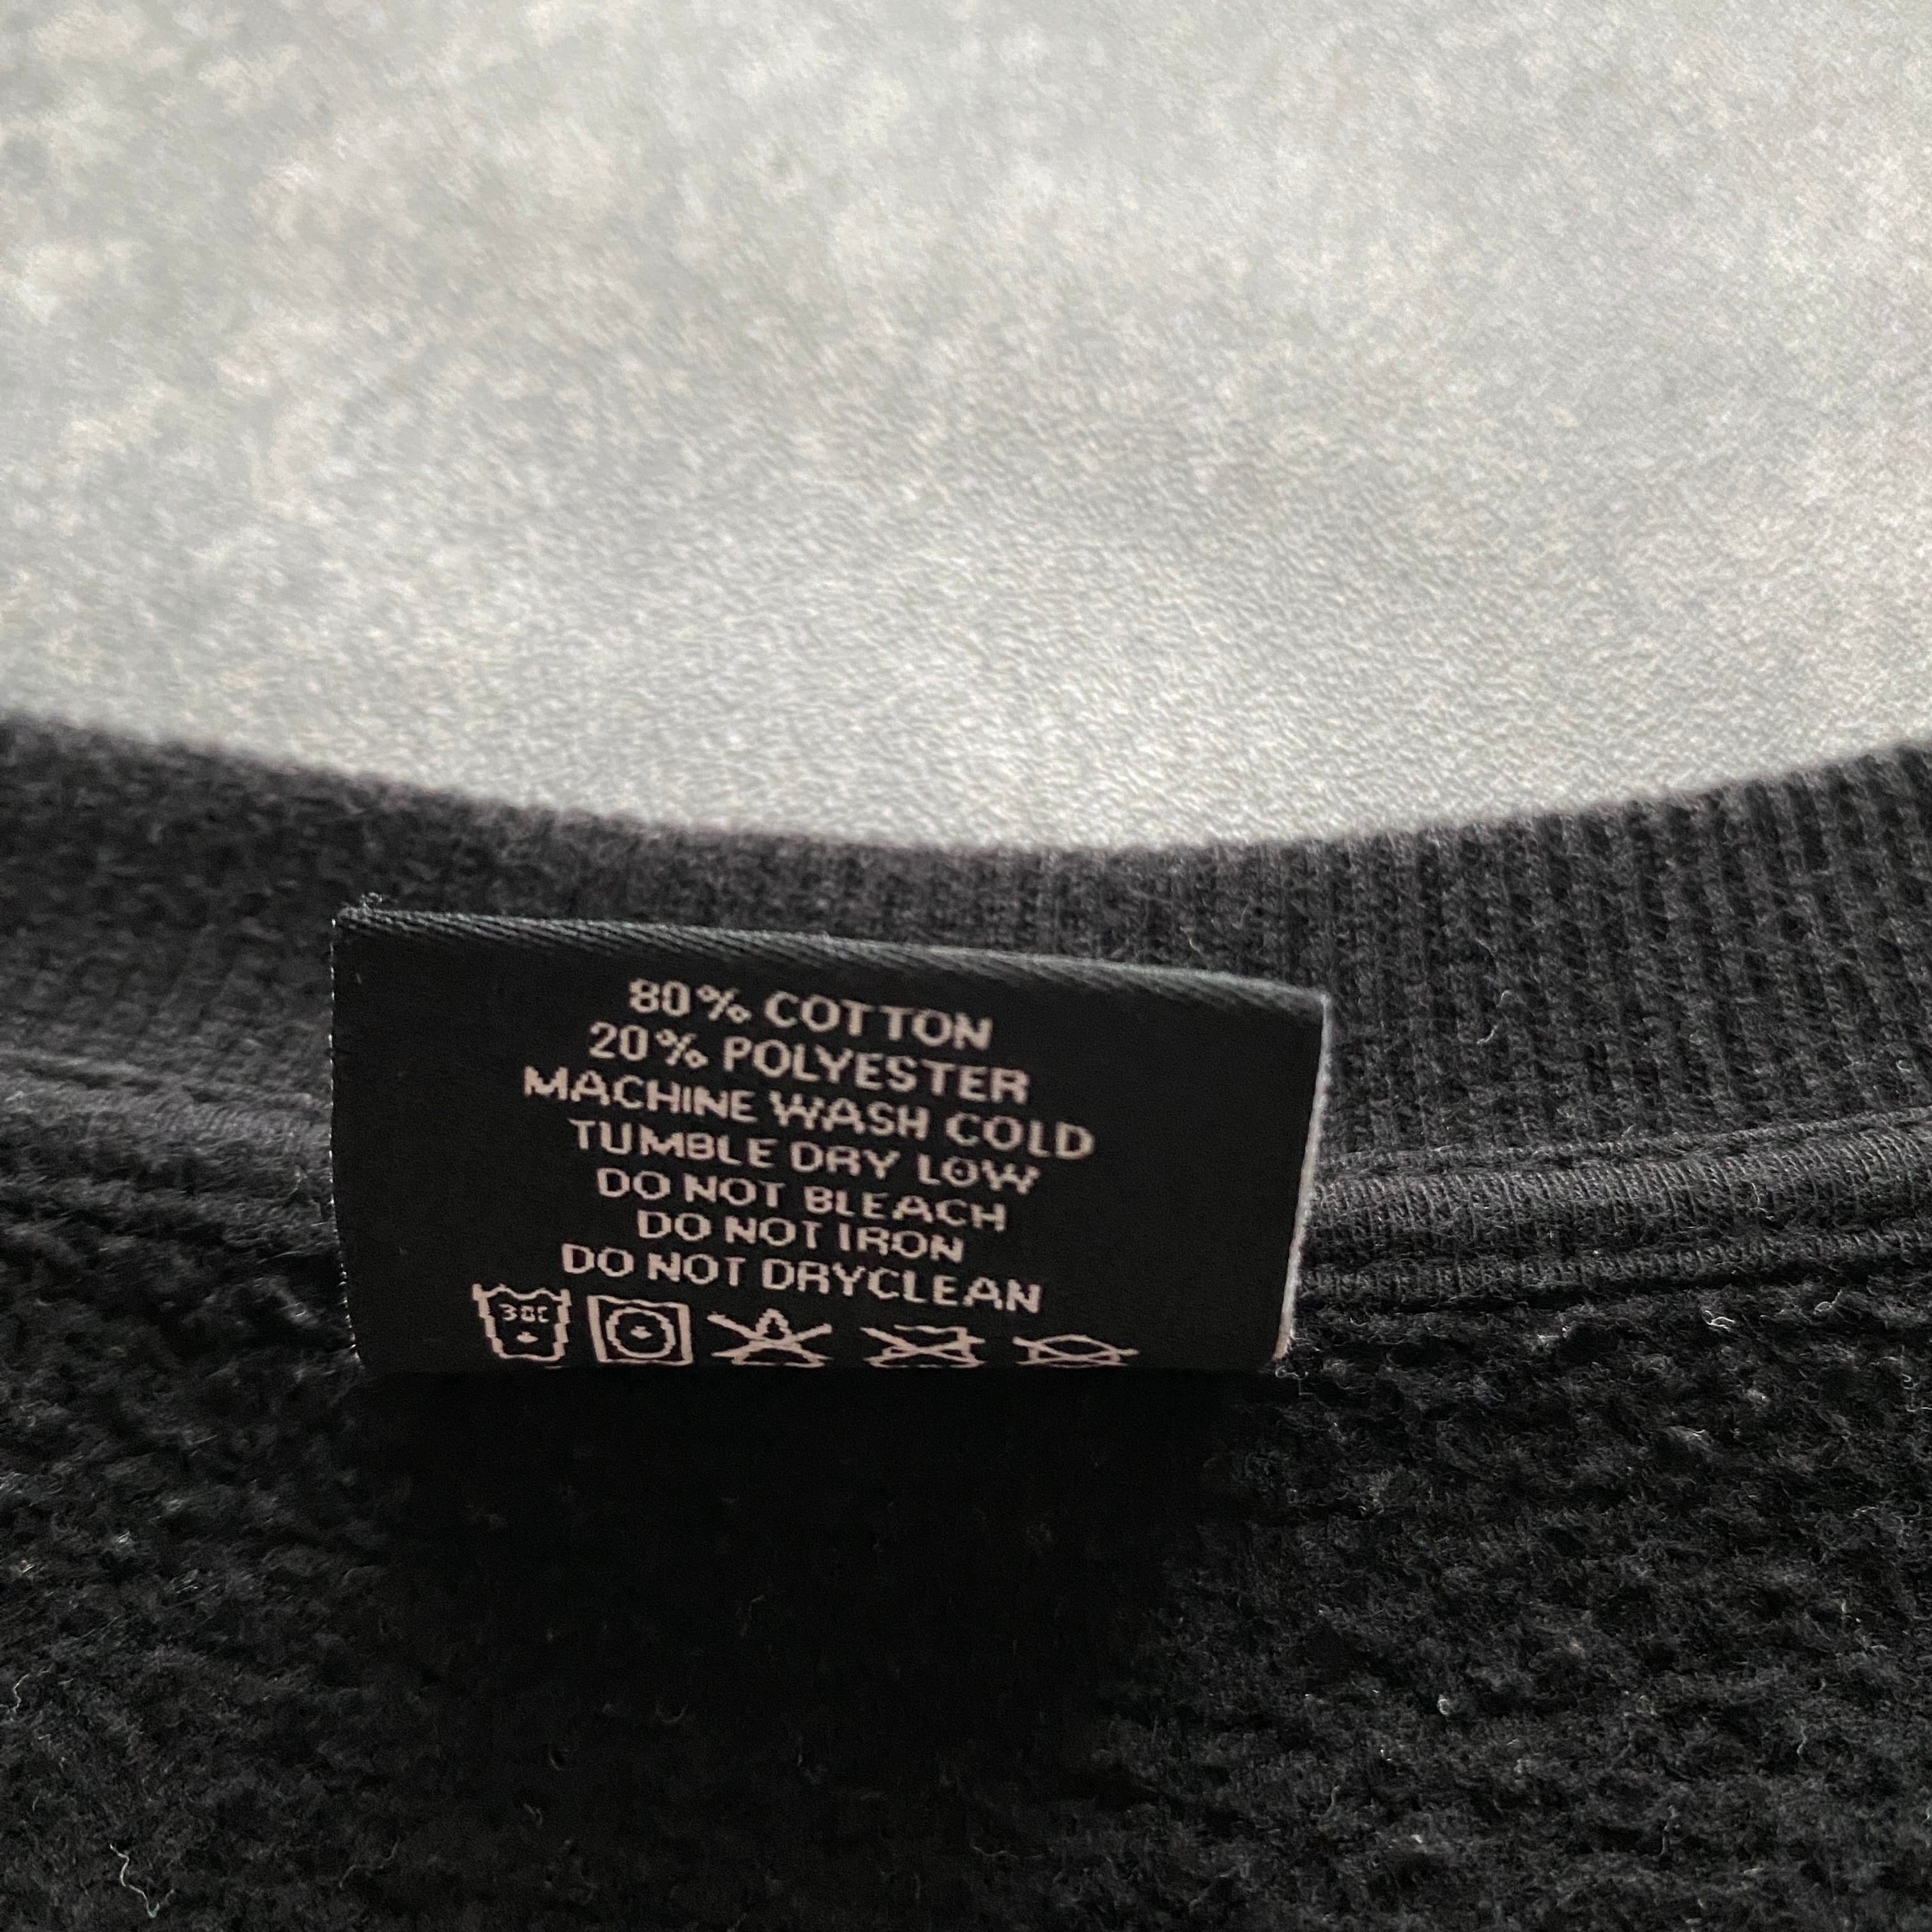 80% COTTON
20% POLYESTER
MACHINE WASH COLD
TUMBLE DRY LOW
DO NOT BLEACH
DO NOT IRON
DO NOT DRYCLEAN
30C